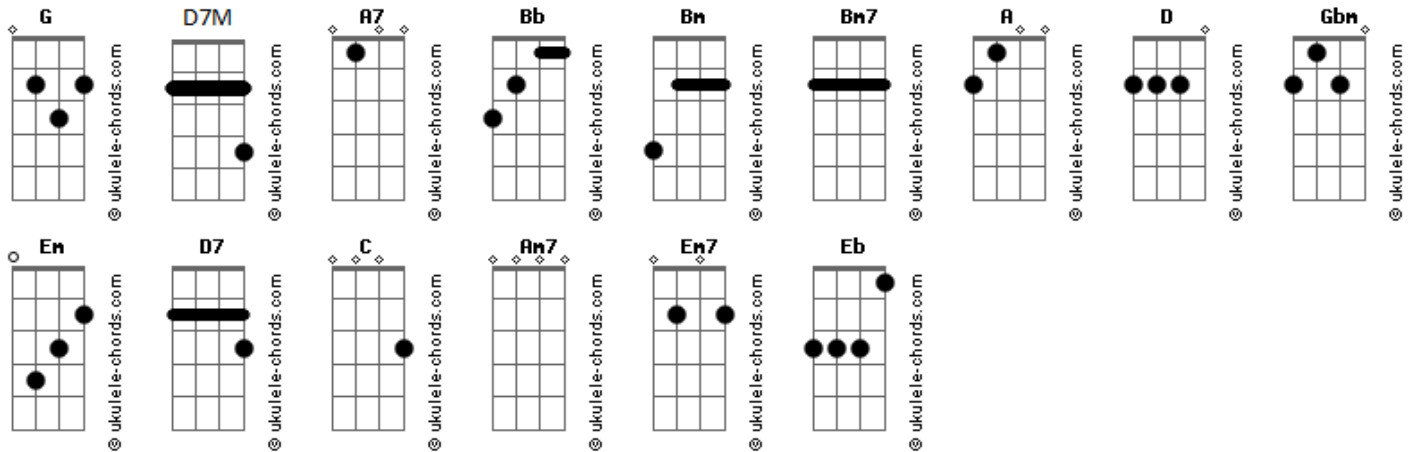 G D7M A7 Bb Bm Bm7 A D Gbm
© ukulele-chords.com © ukulele-chords.com © ukulele-chords.com © ukulele-chords.com © ukulele-chords.com © ukulele-chords.com © ukulele-chords.com © ukulele-chords.com © ukulele-chords.com
Em D7 C Am7 Em7 Eb
© ukulele-chords.com © ukulele-chords.com © ukulele-chords.com © ukulele-chords.com © ukulele-chords.com © ukulele-chords.com